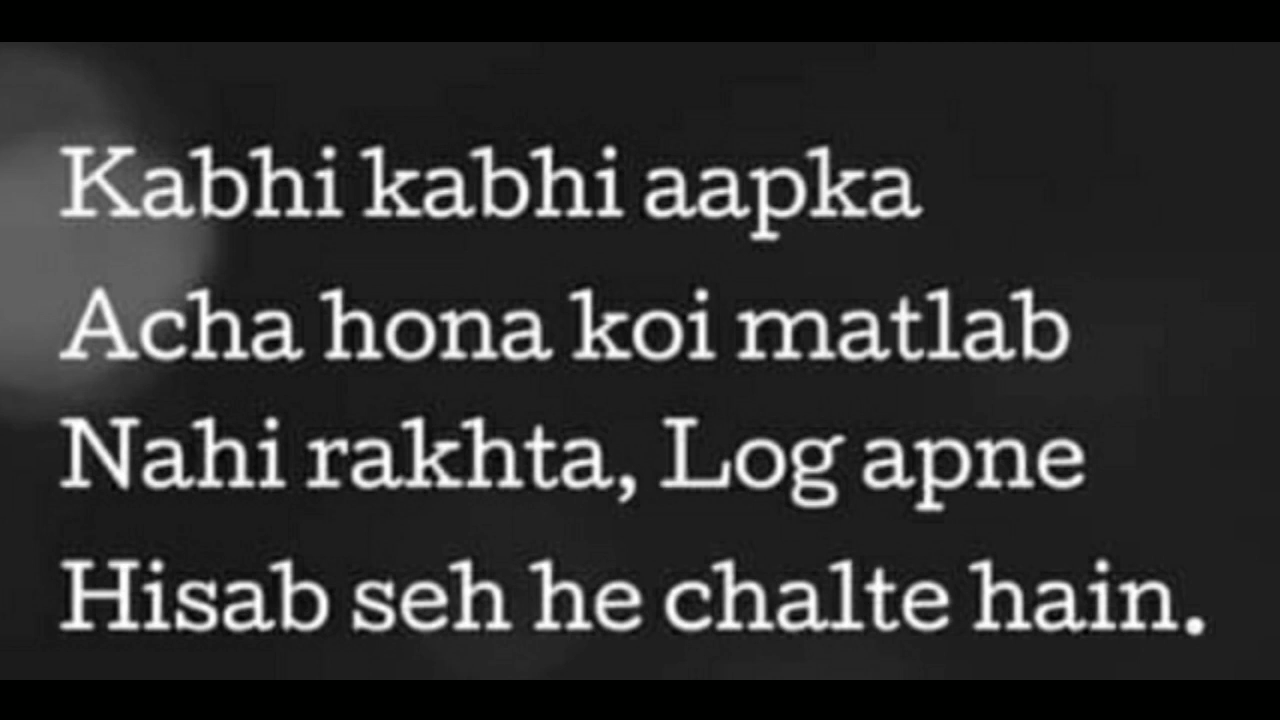 Kabhi kabhi aapka
Acha hona koi matlab
Nahi rakhta, Log apne
Hisab seh he chalte hain.